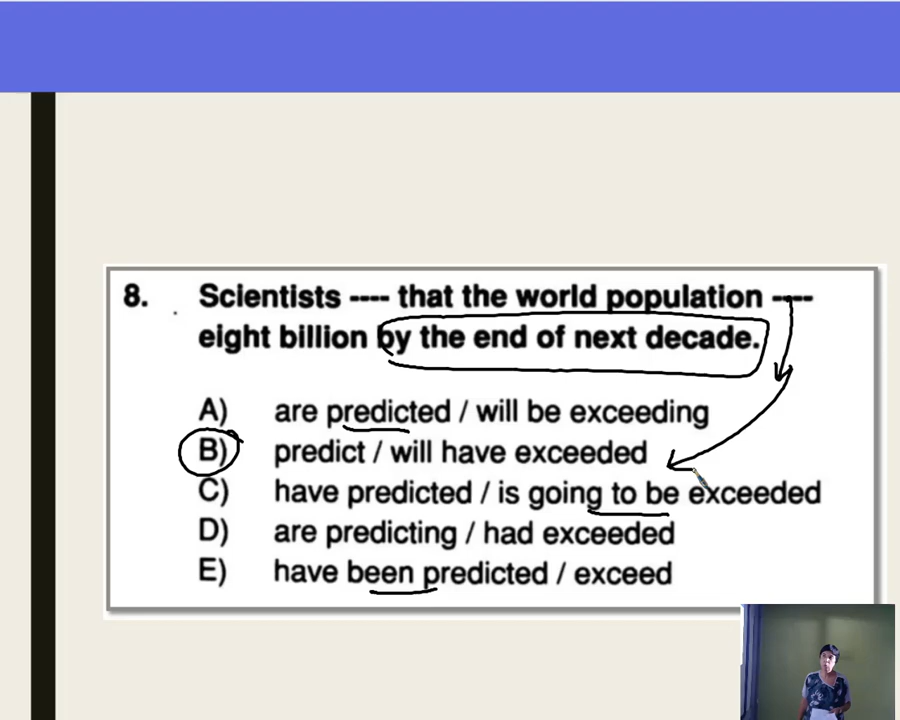 8. Scientists ---- that the world population ----
eight billion by the end of next decade.
A) are predicted / will be exceeding
B) predict / will have exceeded
C) have predicted / is going to be exceeded
D) are predicting / had exceeded
E) have been predicted / exceed